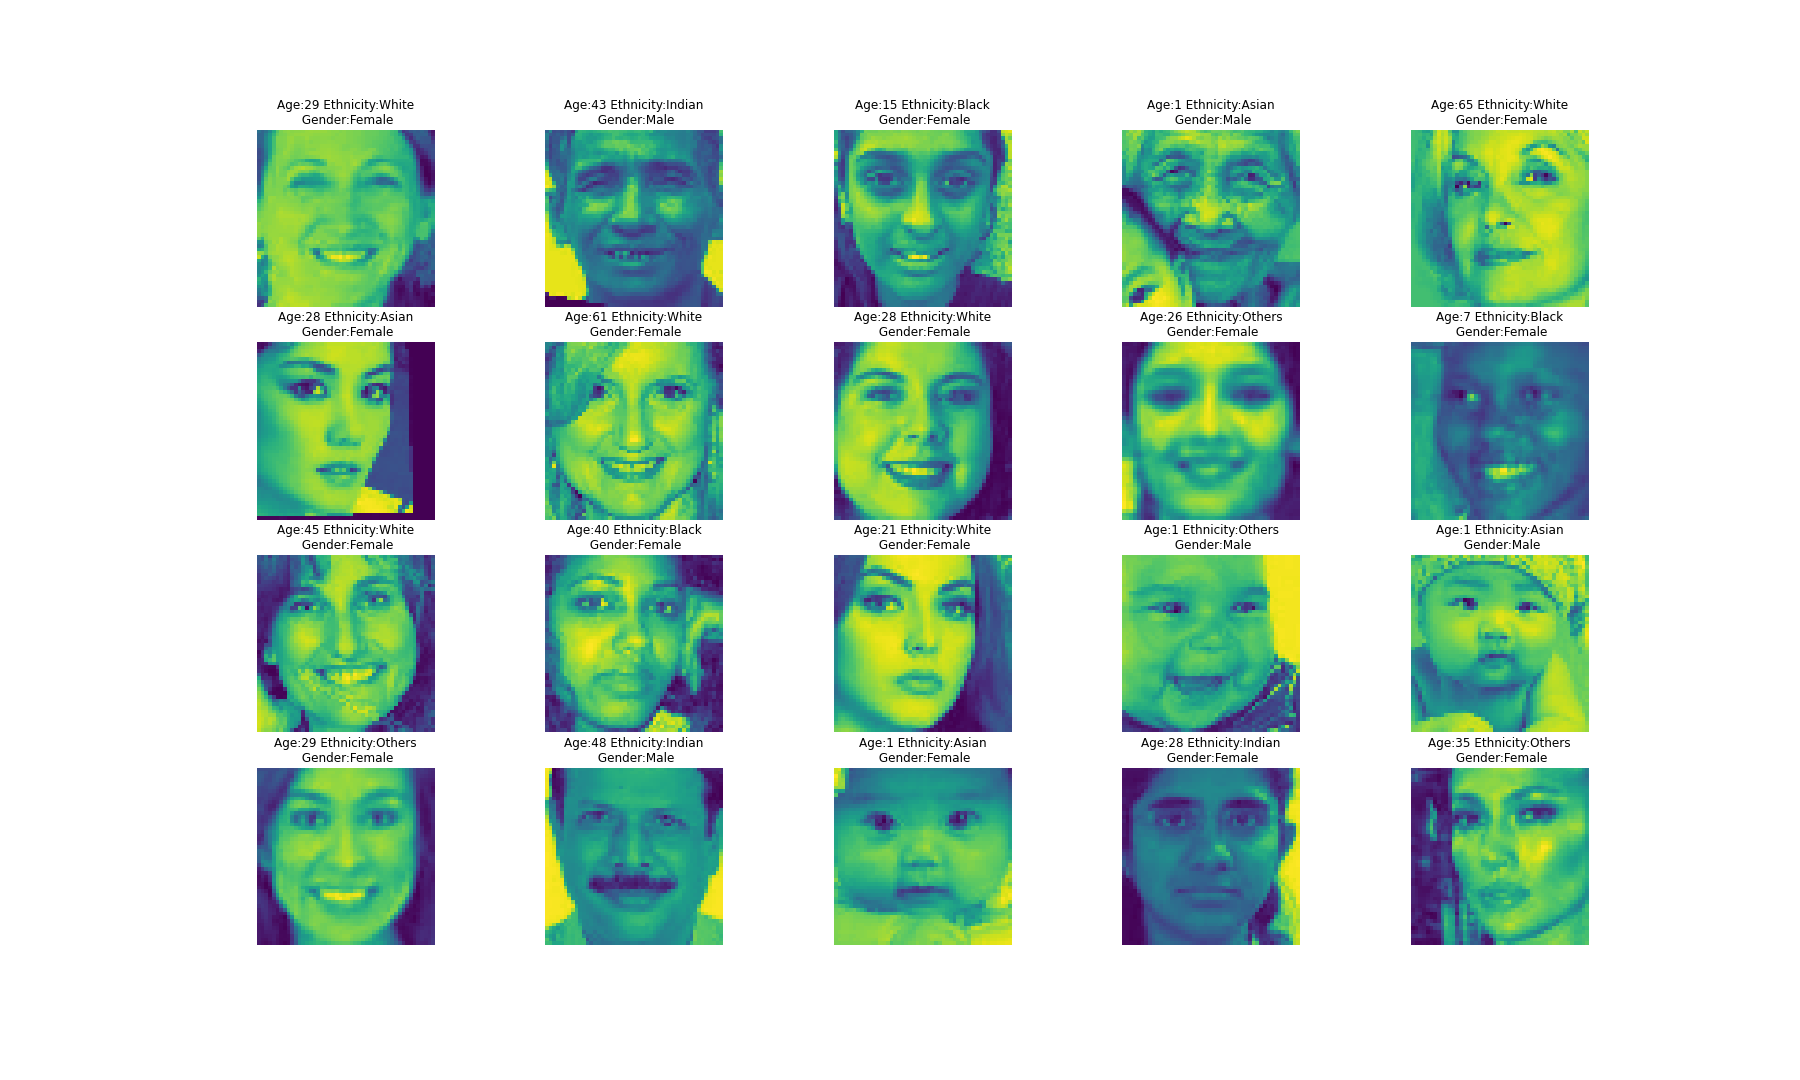 Age:29 Ethnicity:White
Gender:Female
Age:43 Ethnicity:Indian
Gender:Male
Age:15 Ethnicity:Black
Gender:Female
Age:1 Ethnicity:Asian
Gender:Male
Age:65 Ethnicity:White
Gender:Female
Age:28 Ethnicity:Asian
Gender:Female
Age:61 Ethnicity:White
Gender:Female
Age:28 Ethnicity:White
Gender:Female
Age:26 Ethnicity:Others
Gender:Female
Age:7 Ethnicity:Black
Gender:Female
Age:45 Ethnicity:White
Gender:Female
Age:40 Ethnicity:Black
Gender:Female
Age:21 Ethnicity:White
Gender:Female
Age:1 Ethnicity:Others
Gender:Male
Age:1 Ethnicity:Asian
Gender:Male
Age:29 Ethnicity:Others
Gender:Female
Age:48 Ethnicity:Indian
Gender:Male
Age:1 Ethnicity:Asian
Gender:Female
Age:28 Ethnicity:Indian
Gender:Female
Age:35 Ethnicity:Others
Gender:Female